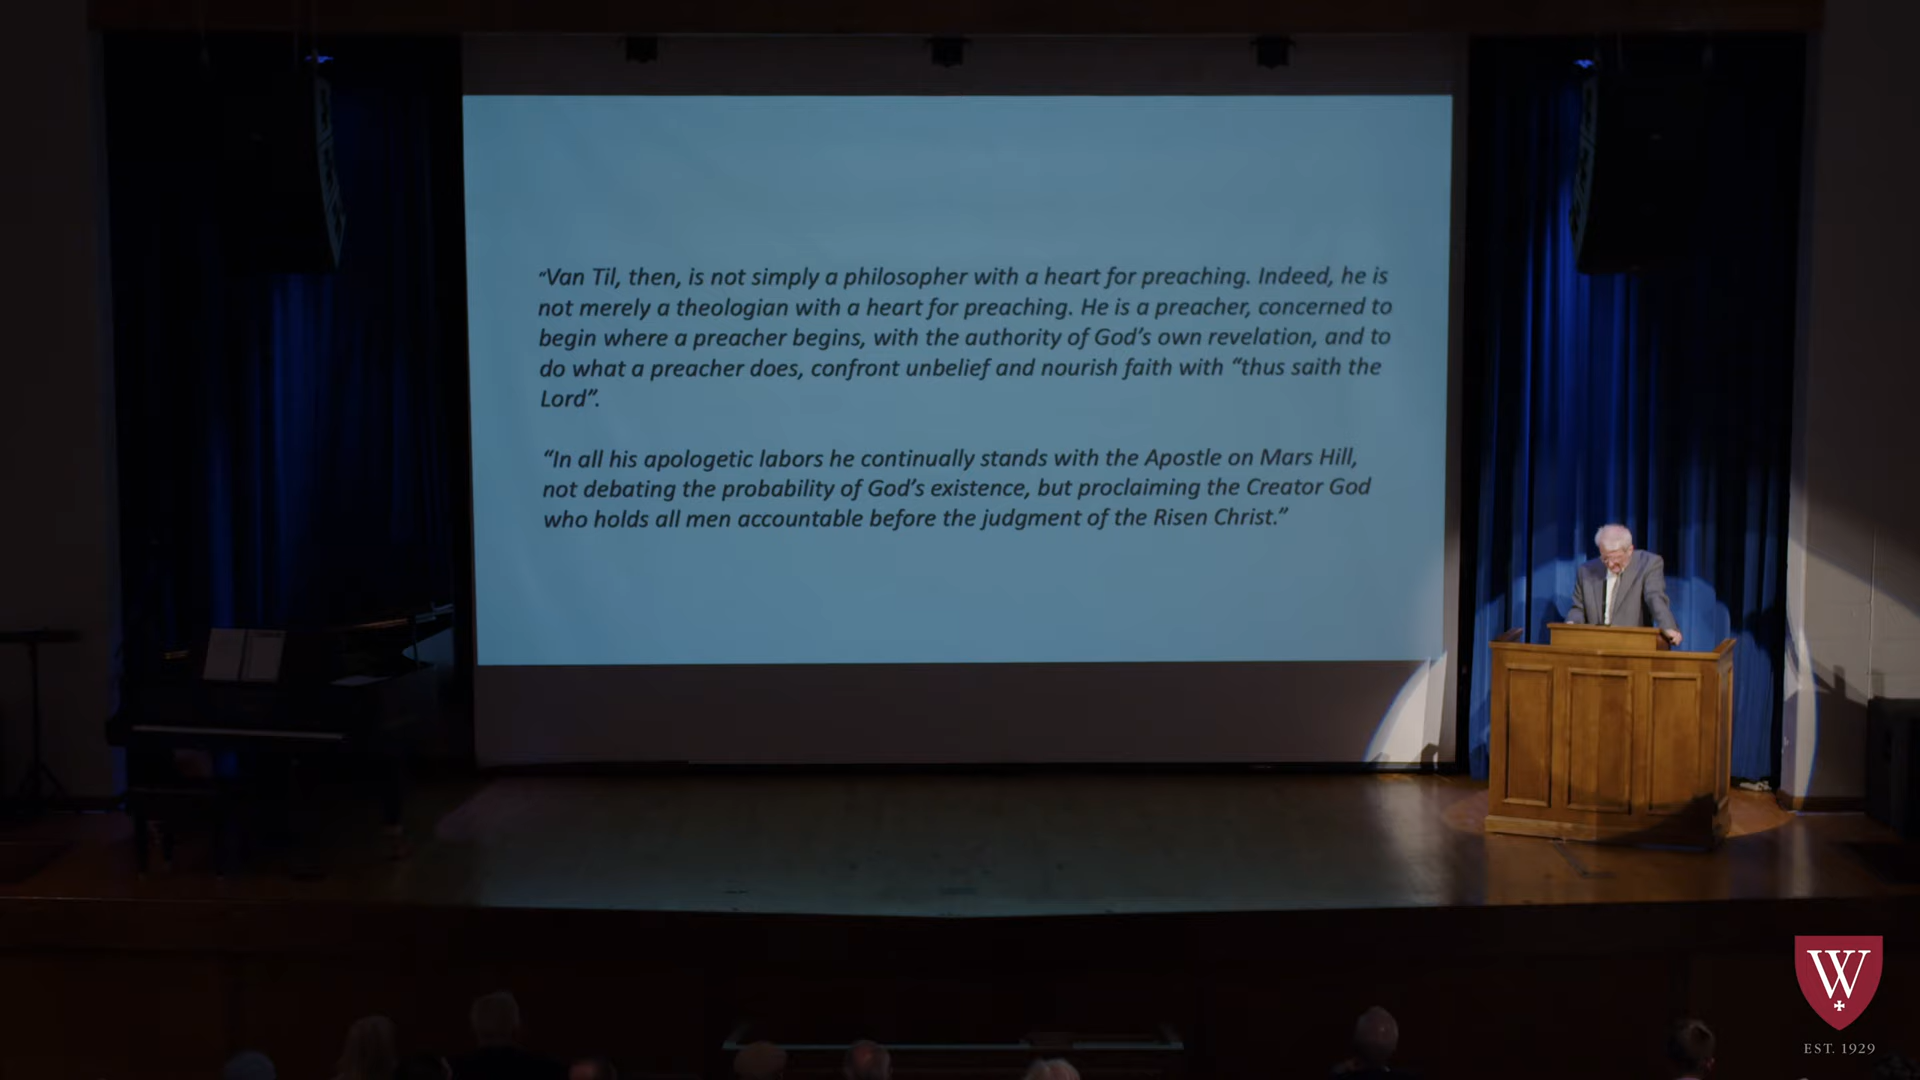 “Van Til, then, is not simply a philosopher with a heart for preaching. Indeed, he is
not merely a theologian with a heart for preaching. He is a preacher, concerned to
begin where a preacher begins, with the authority of God’s own revelation, and to
do what a preacher does, confront unbelief and nourish faith with “thus saith the
Lord”.
“In all his apologetic labors he continually stands with the Apostle on Mars Hill,
not debating the probability of God’s existence, but proclaiming the Creator God
who holds all men accountable before the judgment of the Risen Christ.”
W
EST. 1929